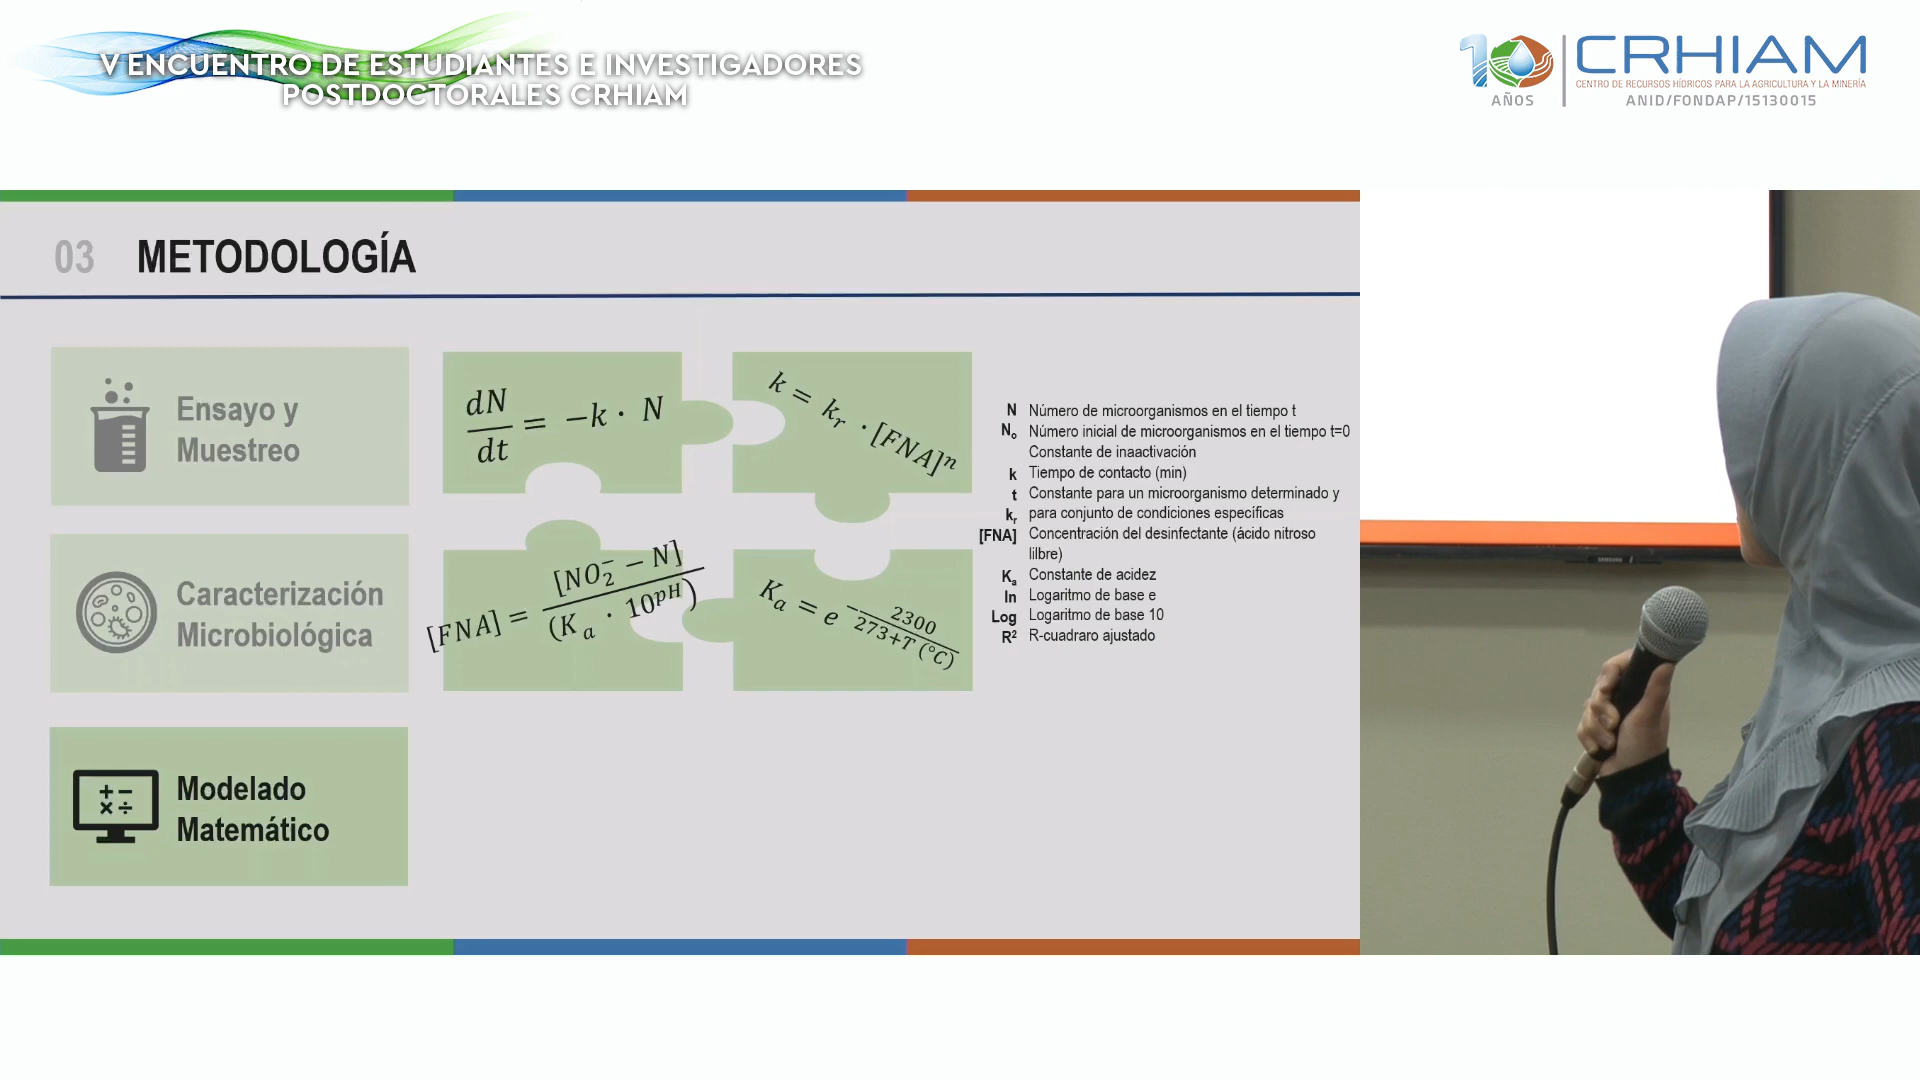 V ENCUENTRO DE ESTUDIANTES E INVESTIGADORES
POSTDOCTORALES CRHIAM
10
AÑOS
CRHIAM
CENTRO DE RECURSOS HÍDRICOS PARA LA AGRICULTURA Y LA MINERÍA
ANID/FONDAP/15130015
03 METODOLOGÍA
Ensayo y
Muestreo
Caracterización
Microbiológica
Modelado
Matemático
dN/dt = −k · N
k = k_r · [FNA]^n
[FNA] = [NO₂⁻ − N] / (K_a · 10^pH)
K_a = e^(−2300/(273+T (°C)))
N Número de microorganismos en el tiempo t
N₀ Número inicial de microorganismos en el tiempo t=0
Constante de inaactivación
k Tiempo de contacto (min)
t Constante para un microorganismo determinado y
k_r para conjunto de condiciones específicas
[FNA] Concentración del desinfectante (ácido nitroso
lilbre)
K_a Constante de acidez
ln Logaritmo de base e
Log Logaritmo de base 10
R² R-cuadraro ajustado
SAMSUNG